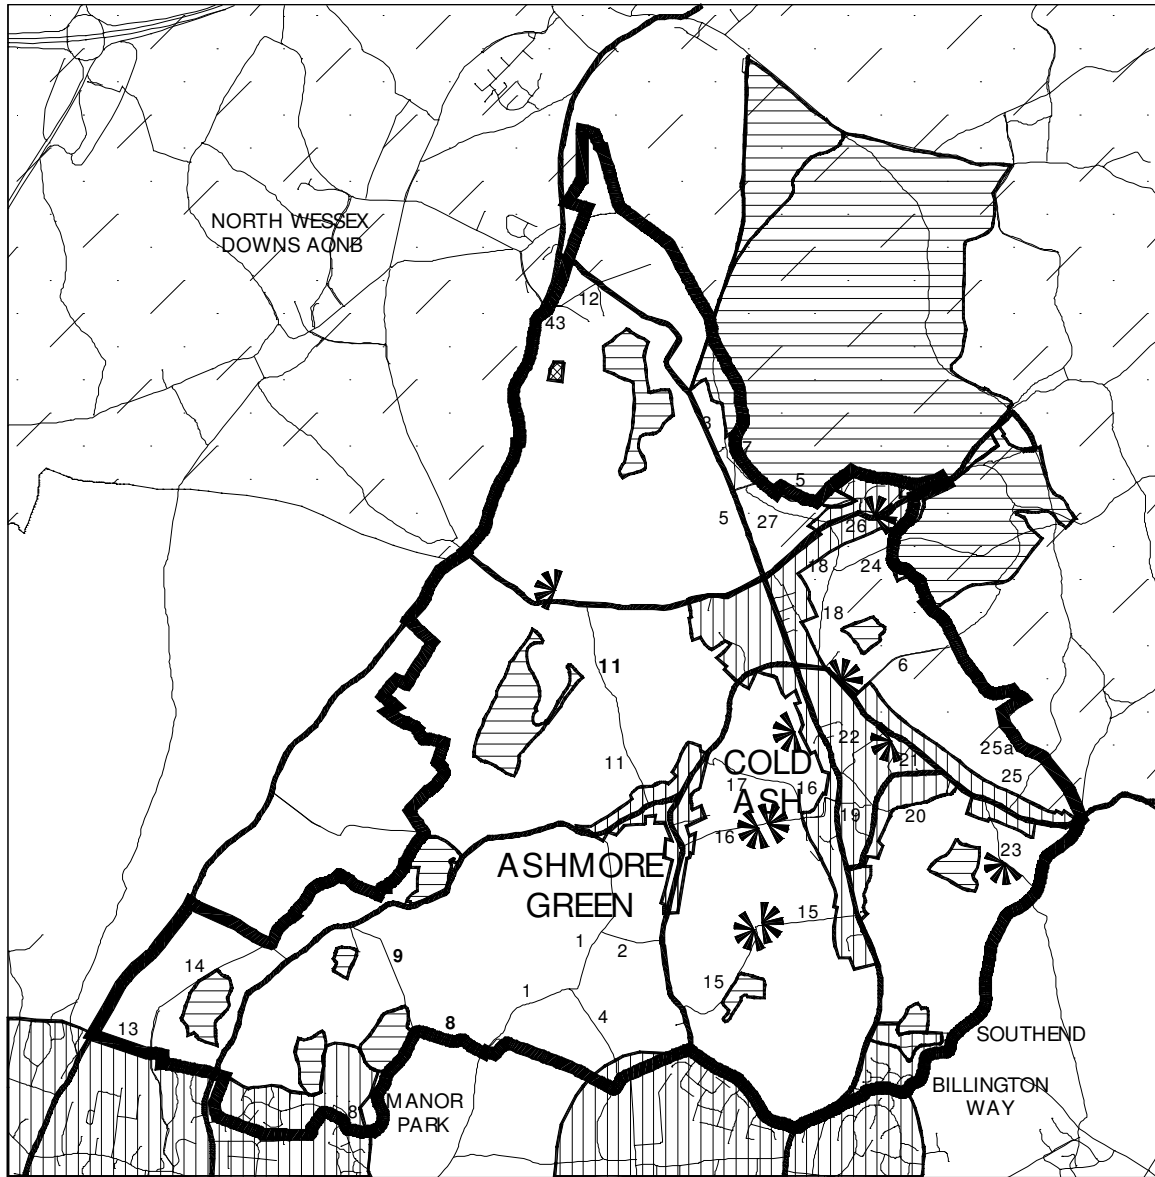 NORTH WESSEX
DOWNS AONB
12
43
3
7
5
5
27
26
18
24
18
6
11
11
25a
25
22
21
COLD
ASH
17
16
16
19
20
23
ASHMORE
GREEN
15
15
1
2
1
4
9
14
13
8
8
MANOR
PARK
SOUTHEND
BILLINGTON
WAY